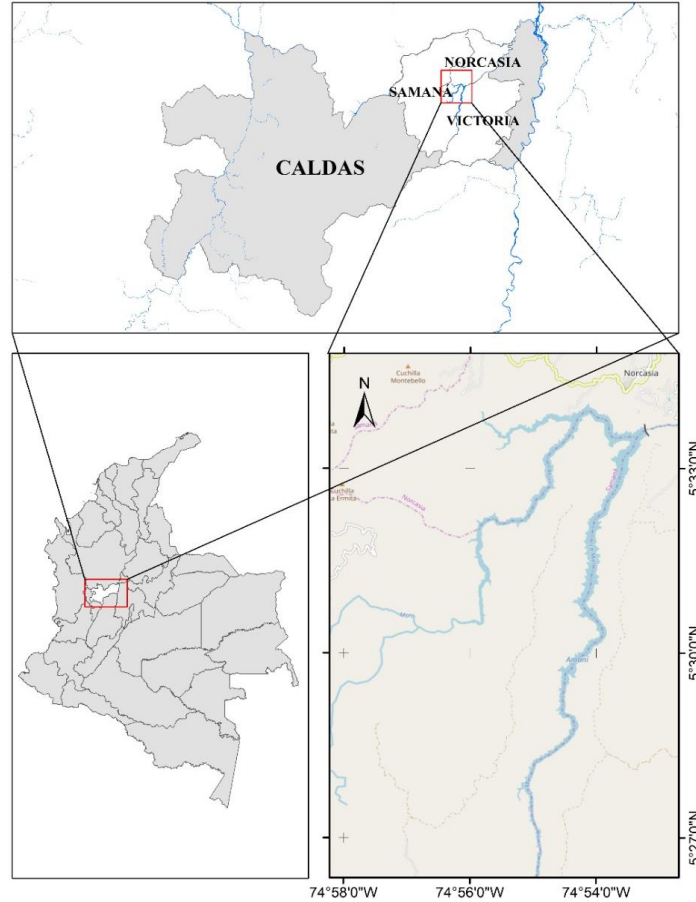 NORCASIA
SAMANÁ
VICTORIA
CALDAS
N
Cuchilla
Montebello
Norcasia
Cuchilla
Norcasia
Amaní
5°33'0"N
5°30'0"N
5°27'0"N
74°58'0"W
74°56'0"W
74°54'0"W